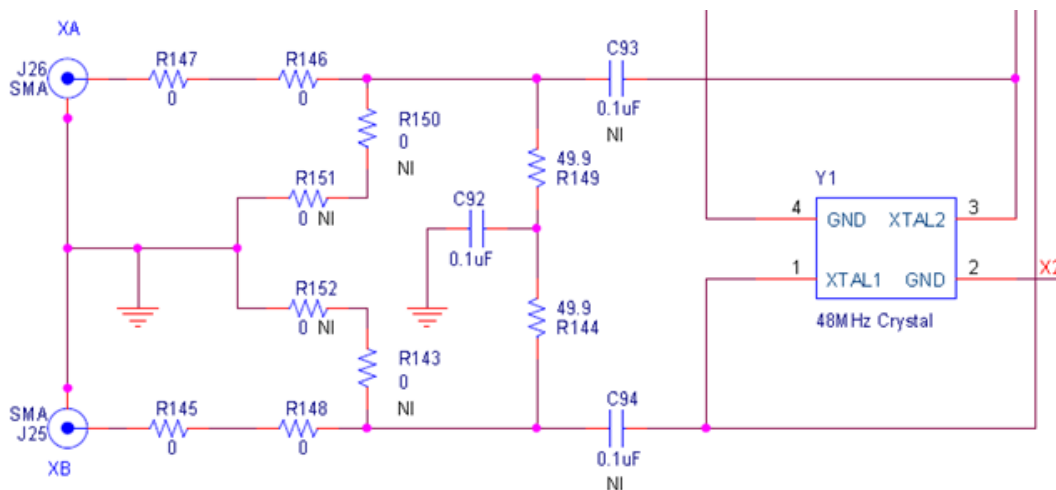 XA
J26
SMA
R147
0
R146
0
R150
0
NI
R151
0 NI
C93
0.1uF
NI
49.9
R149
C92
0.1uF
Y1
4
GND
XTAL2
3
1
XTAL1
GND
2
X2
48MHz Crystal
R152
0 NI
49.9
R144
R143
0
NI
SMA
J25
XB
R145
0
R148
0
C94
0.1uF
NI